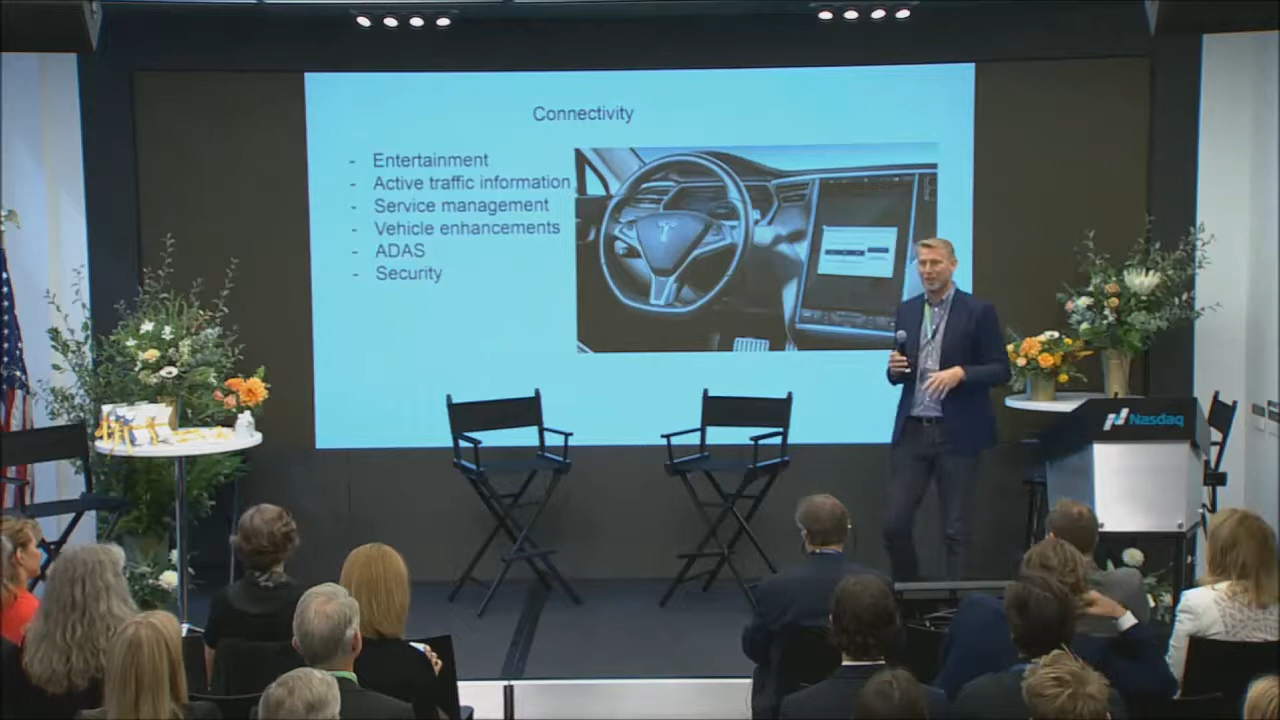 Connectivity
- Entertainment
- Active traffic information
- Service management
- Vehicle enhancements
- ADAS
- Security
Nasdaq